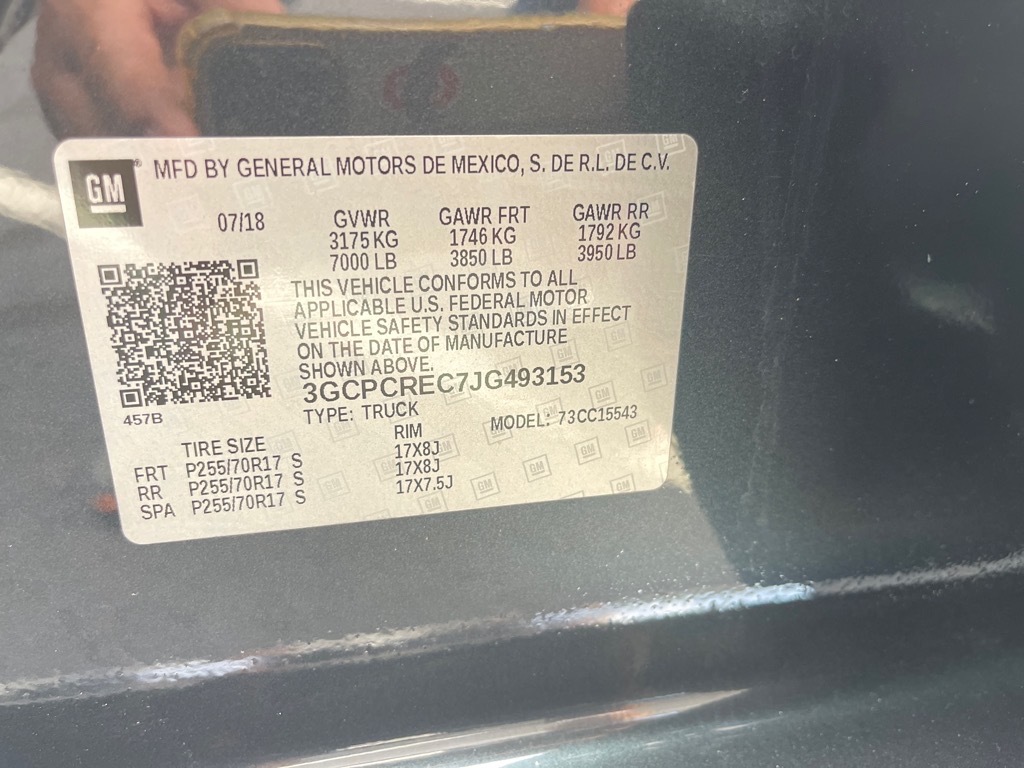 GM ® MFD BY GENERAL MOTORS DE MEXICO, S. DE R.L. DE C.V.
07/18 GVWR GAWR FRT GAWR RR
3175 KG 1746 KG 1792 KG
7000 LB 3850 LB 3950 LB
THIS VEHICLE CONFORMS TO ALL
APPLICABLE U.S. FEDERAL MOTOR
VEHICLE SAFETY STANDARDS IN EFFECT
ON THE DATE OF MANUFACTURE
SHOWN ABOVE.
3GCPCREC7JG493153
457B
TYPE: TRUCK MODEL: 73CC15543
TIRE SIZE RIM
FRT P255/70R17 S 17X8J
RR P255/70R17 S 17X8J
SPA P255/70R17 S 17X7.5J